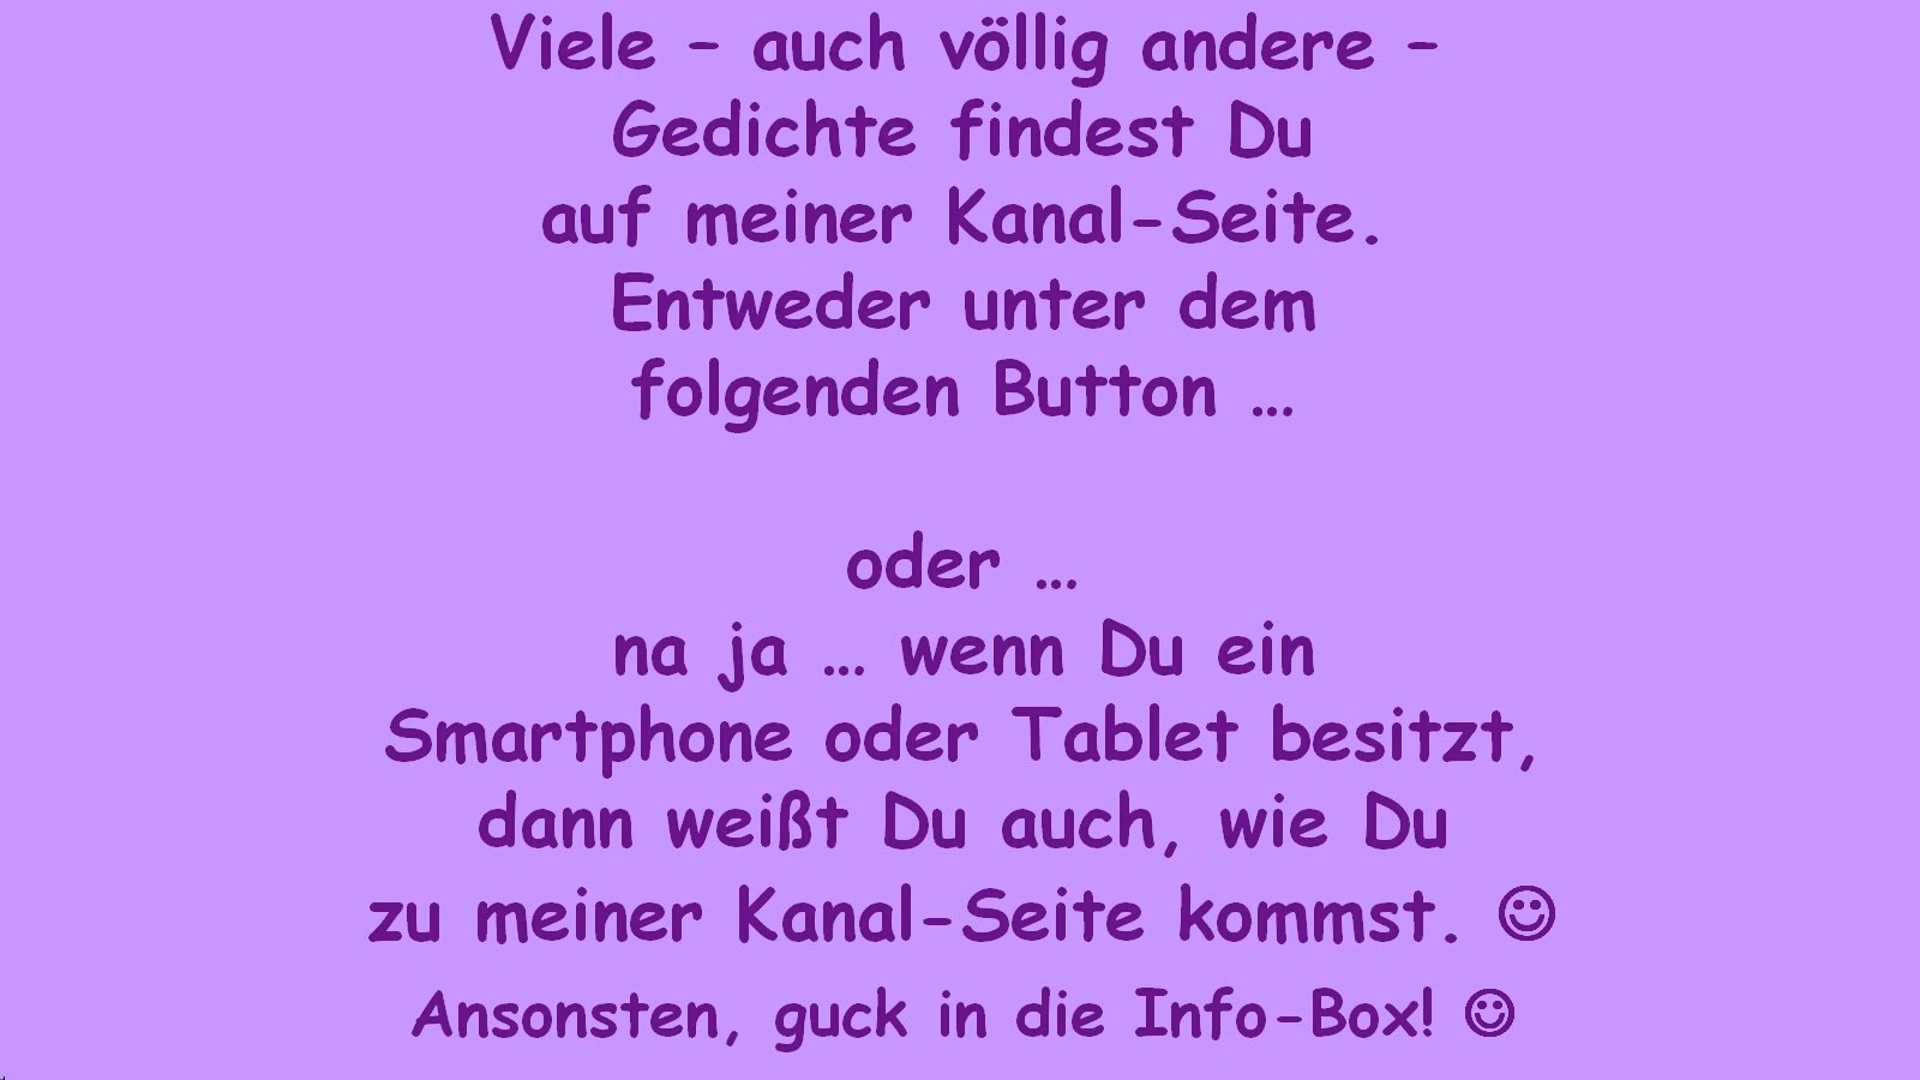 Viele – auch völlig andere –
Gedichte findest Du
auf meiner Kanal-Seite.
Entweder unter dem
folgenden Button …
oder …
na ja … wenn Du ein
Smartphone oder Tablet besitzt,
dann weißt Du auch, wie Du
zu meiner Kanal-Seite kommst. ☺
Ansonsten, guck in die Info-Box! ☺